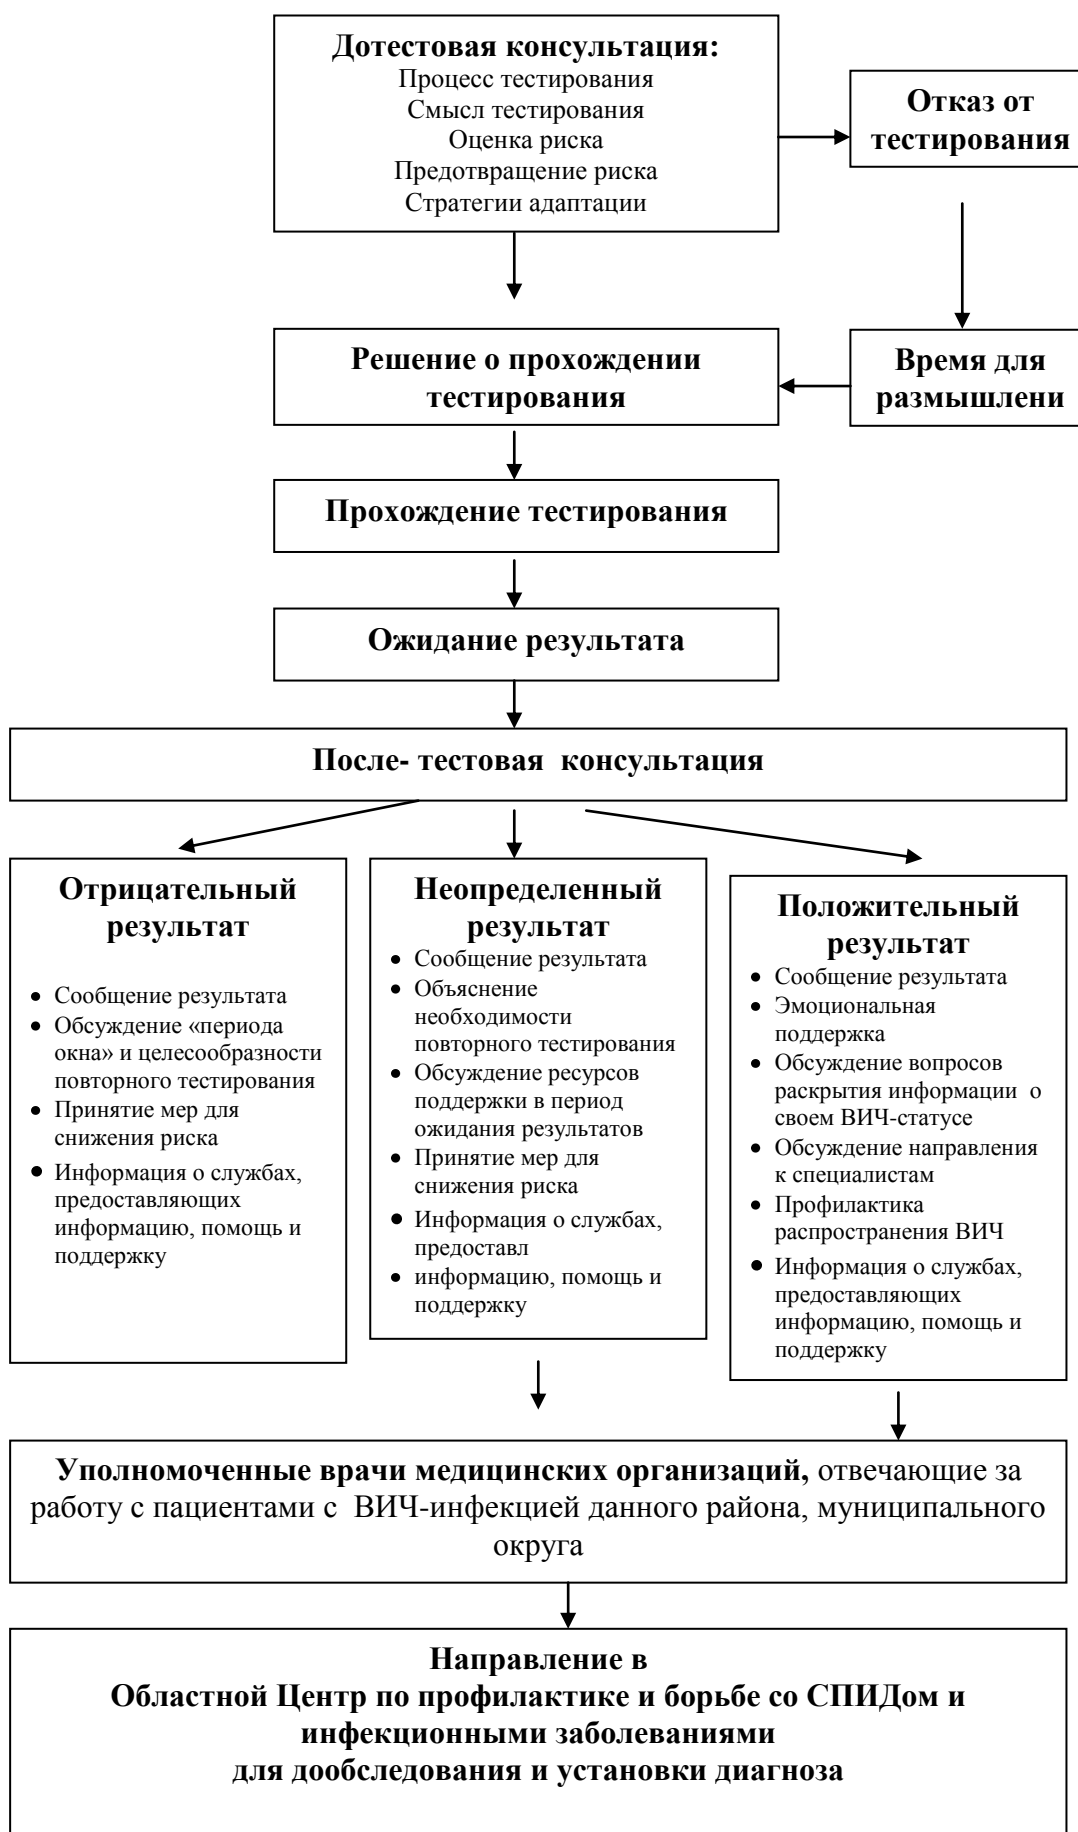 Дотестовая консультация:
Процесс тестирования
Смысл тестирования
Оценка риска
Предотвращение риска
Стратегии адаптации
Отказ от
тестирования
Решение о прохождении
тестирования
Время для
размышлени
Прохождение тестирования
Ожидание результата
После- тестовая  консультация
Отрицательный
результат
• Сообщение результата
• Обсуждение «периода
окна» и целесообразности
повторного тестирования
• Принятие мер для
снижения риска
• Информация о службах,
предоставляющих
информацию, помощь и
поддержку
Неопределенный
результат
• Сообщение результата
• Объяснение
необходимости
повторного тестирования
• Обсуждение ресурсов
поддержки в период
ожидания результатов
• Принятие мер для
снижения риска
• Информация о службах,
предоставл
• информацию, помощь и
поддержку
Положительный
результат
• Сообщение результата
• Эмоциональная
поддержка
• Обсуждение вопросов
раскрытия информации  о
своем ВИЧ-статусе
• Обсуждение направления
к специалистам
• Профилактика
распространения ВИЧ
• Информация о службах,
предоставляющих
информацию, помощь и
поддержку
Уполномоченные врачи медицинских организаций, отвечающие за
работу с пациентами с  ВИЧ-инфекцией данного района, муниципального
округа
Направление в
Областной Центр по профилактике и борьбе со СПИДом и
инфекционными заболеваниями
для дообследования и установки диагноза